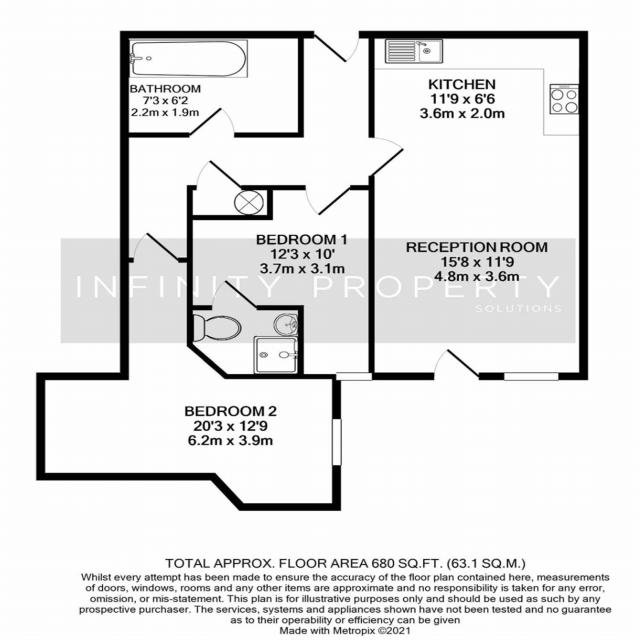 BATHROOM
7'3 x 6'2
2.2m x 1.9m
KITCHEN
11'9 x 6'6
3.6m x 2.0m
BEDROOM 1
12'3 x 10'
3.7m x 3.1m
RECEPTION ROOM
15'8 x 11'9
4.8m x 3.6m
INFINITY PROPERTY
SOLUTIONS
BEDROOM 2
20'3 x 12'9
6.2m x 3.9m
TOTAL APPROX. FLOOR AREA 680 SQ.FT. (63.1 SQ.M.)
Whilst every attempt has been made to ensure the accuracy of the floor plan contained here, measurements
of doors, windows, rooms and any other items are approximate and no responsibility is taken for any error,
omission, or mis-statement. This plan is for illustrative purposes only and should be used as such by any
prospective purchaser. The services, systems and appliances shown have not been tested and no guarantee
as to their operability or efficiency can be given
Made with Metropix ©2021